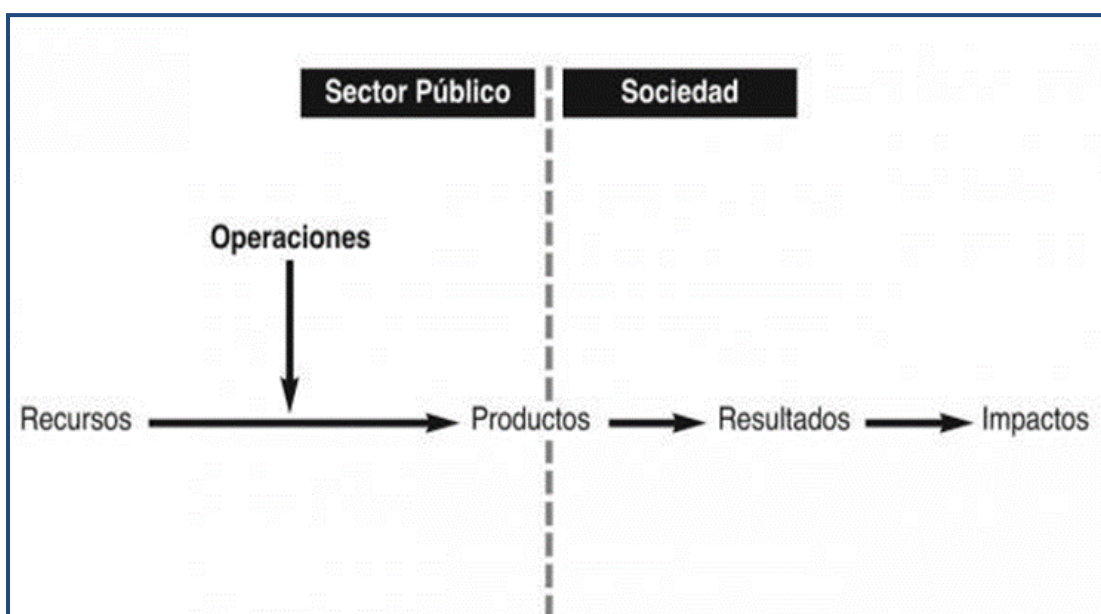 Sector Público
Sociedad
Operaciones
Recursos
Productos
Resultados
Impactos